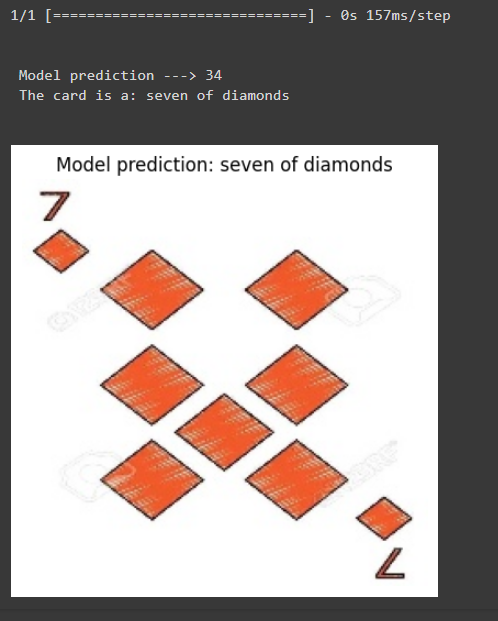 1/1 [==============================] - 0s 157ms/step
Model prediction ---> 34
The card is a: seven of diamonds
Model prediction: seven of diamonds
7
7